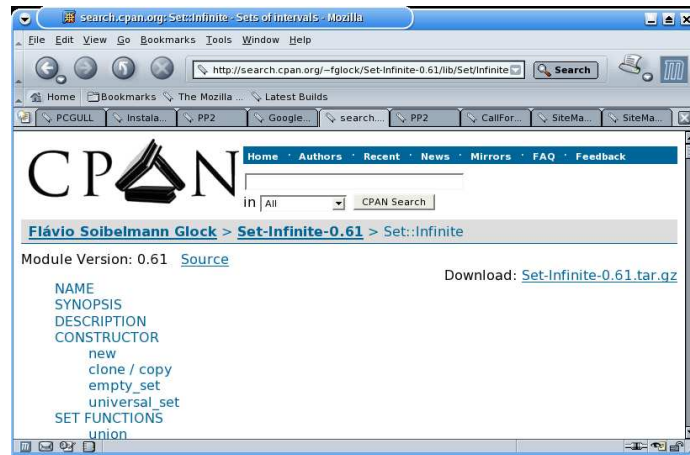 search.cpan.org: Set::Infinite - Sets of intervals - Mozilla
File Edit View Go Bookmarks Tools Window Help
http://search.cpan.org/~fglock/Set-Infinite-0.61/lib/Set/Infinite Search
Home Bookmarks The Mozilla ... Latest Builds
PCGULL Instala... PP2 Google... search.... PP2 CallFor... SiteMa... SiteMa...
CPAN
Home · Authors · Recent · News · Mirrors · FAQ · Feedback
in All CPAN Search
Flávio Soibelmann Glock > Set-Infinite-0.61 > Set::Infinite
Module Version: 0.61 Source
Download: Set-Infinite-0.61.tar.gz
NAME
SYNOPSIS
DESCRIPTION
CONSTRUCTOR
new
clone / copy
empty_set
universal_set
SET FUNCTIONS
union